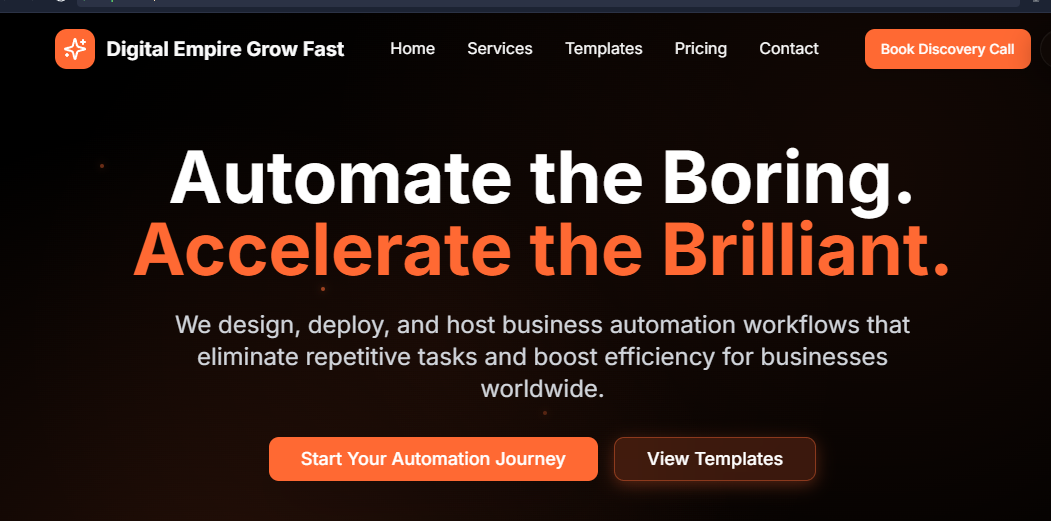 Digital Empire Grow Fast Home Services Templates Pricing Contact Book Discovery Call
Automate the Boring.
Accelerate the Brilliant.
We design, deploy, and host business automation workflows that
eliminate repetitive tasks and boost efficiency for businesses
worldwide.
Start Your Automation Journey View Templates